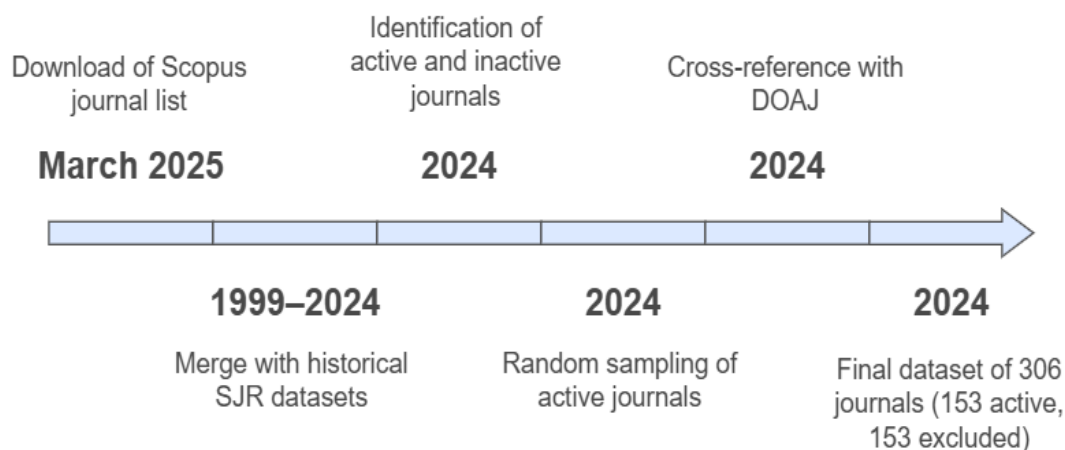 Download of Scopus
journal list
March 2025
1999–2024
Merge with historical
SJR datasets
Identification of
active and inactive
journals
2024
2024
Random sampling of
active journals
Cross-reference with
DOAJ
2024
2024
Final dataset of 306
journals (153 active,
153 excluded)